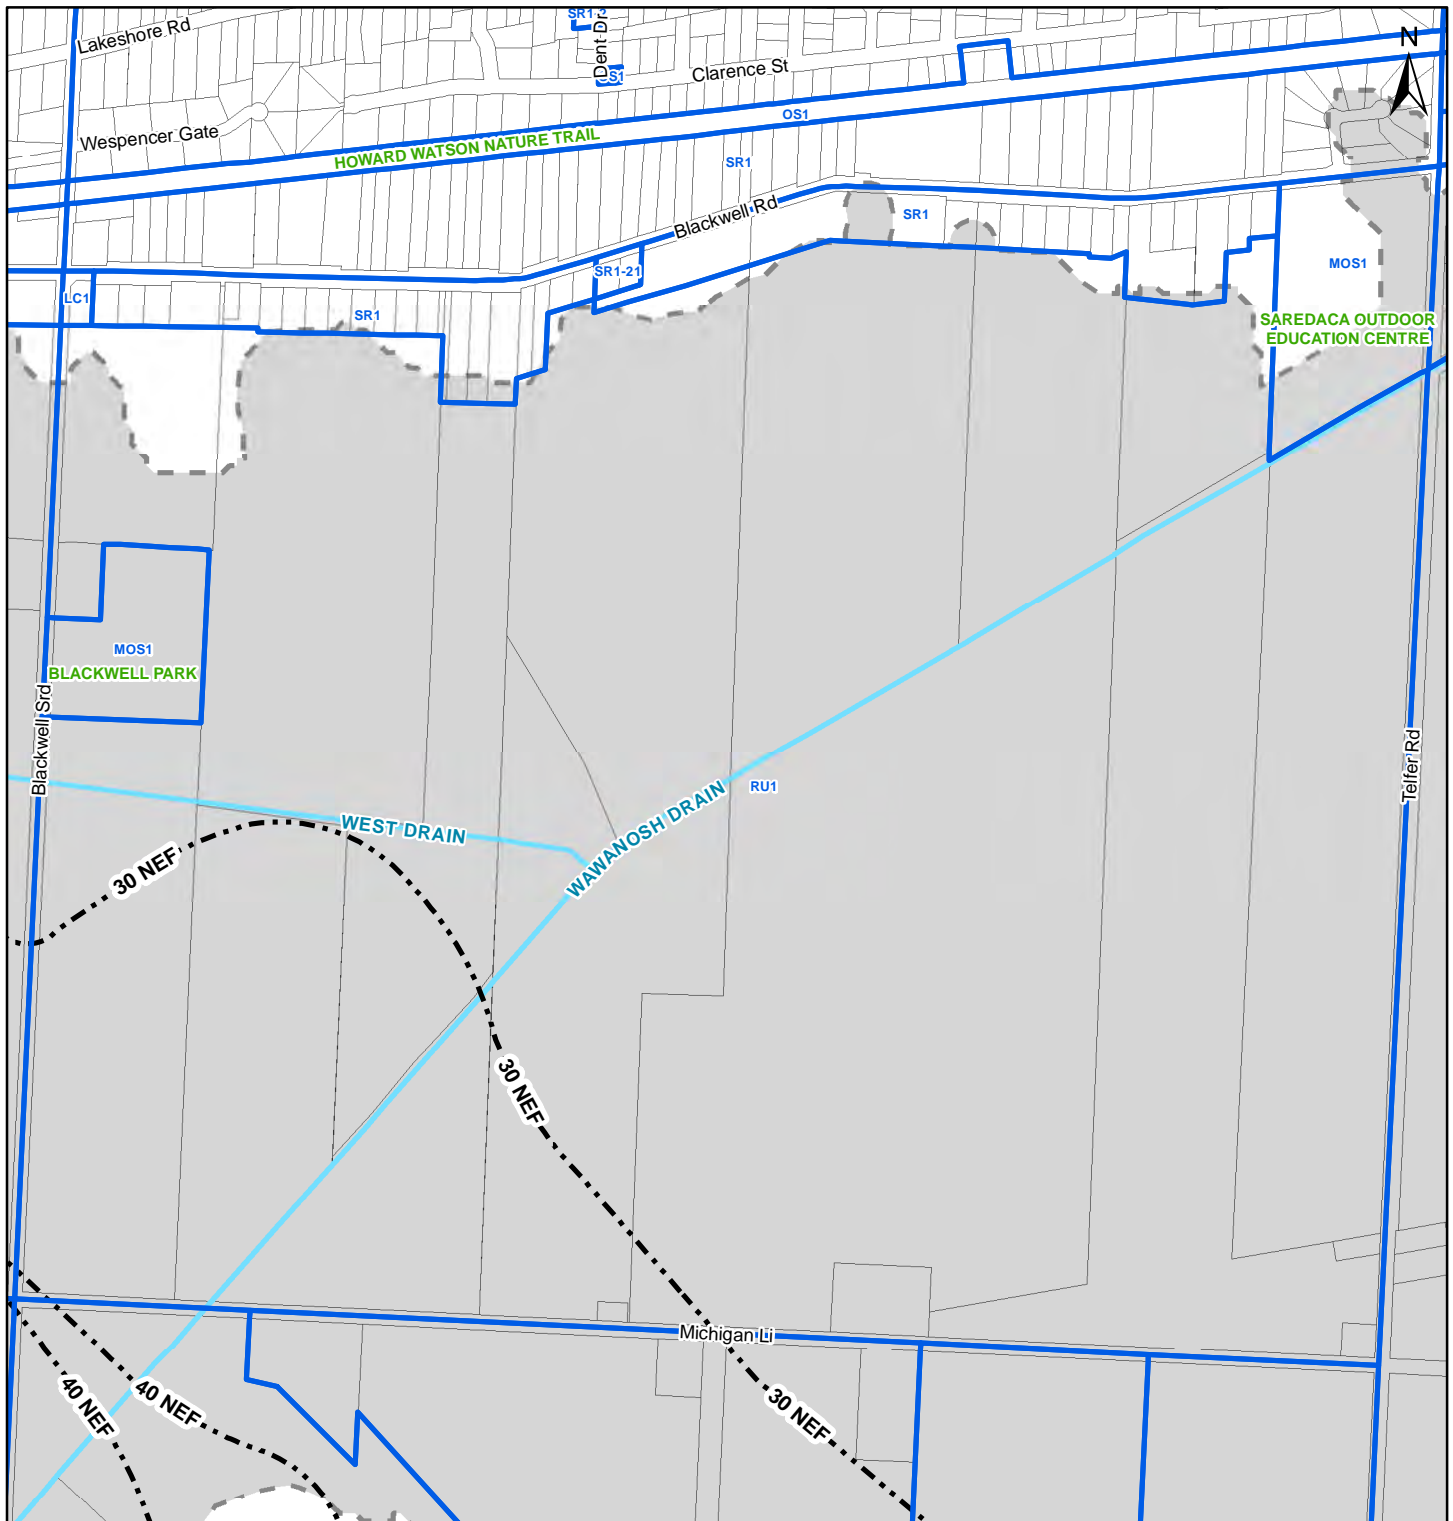 SR1-2
Lakeshore Rd
Dent Dr
N
Clarence St
OS1
Wespencer Gate
HOWARD WATSON NATURE TRAIL
SR1
Blackwell Rd
SR1
SR1-21
MOS1
LC1
SR1
SAREDACA OUTDOOR
EDUCATION CENTRE
MOS1
BLACKWELL PARK
Blackwell Srd
Telfer Rd
RU1
WEST DRAIN
WAWANOSH DRAIN
30 NEF
30 NEF
Michigan Li
40 NEF
40 NEF
30 NEF